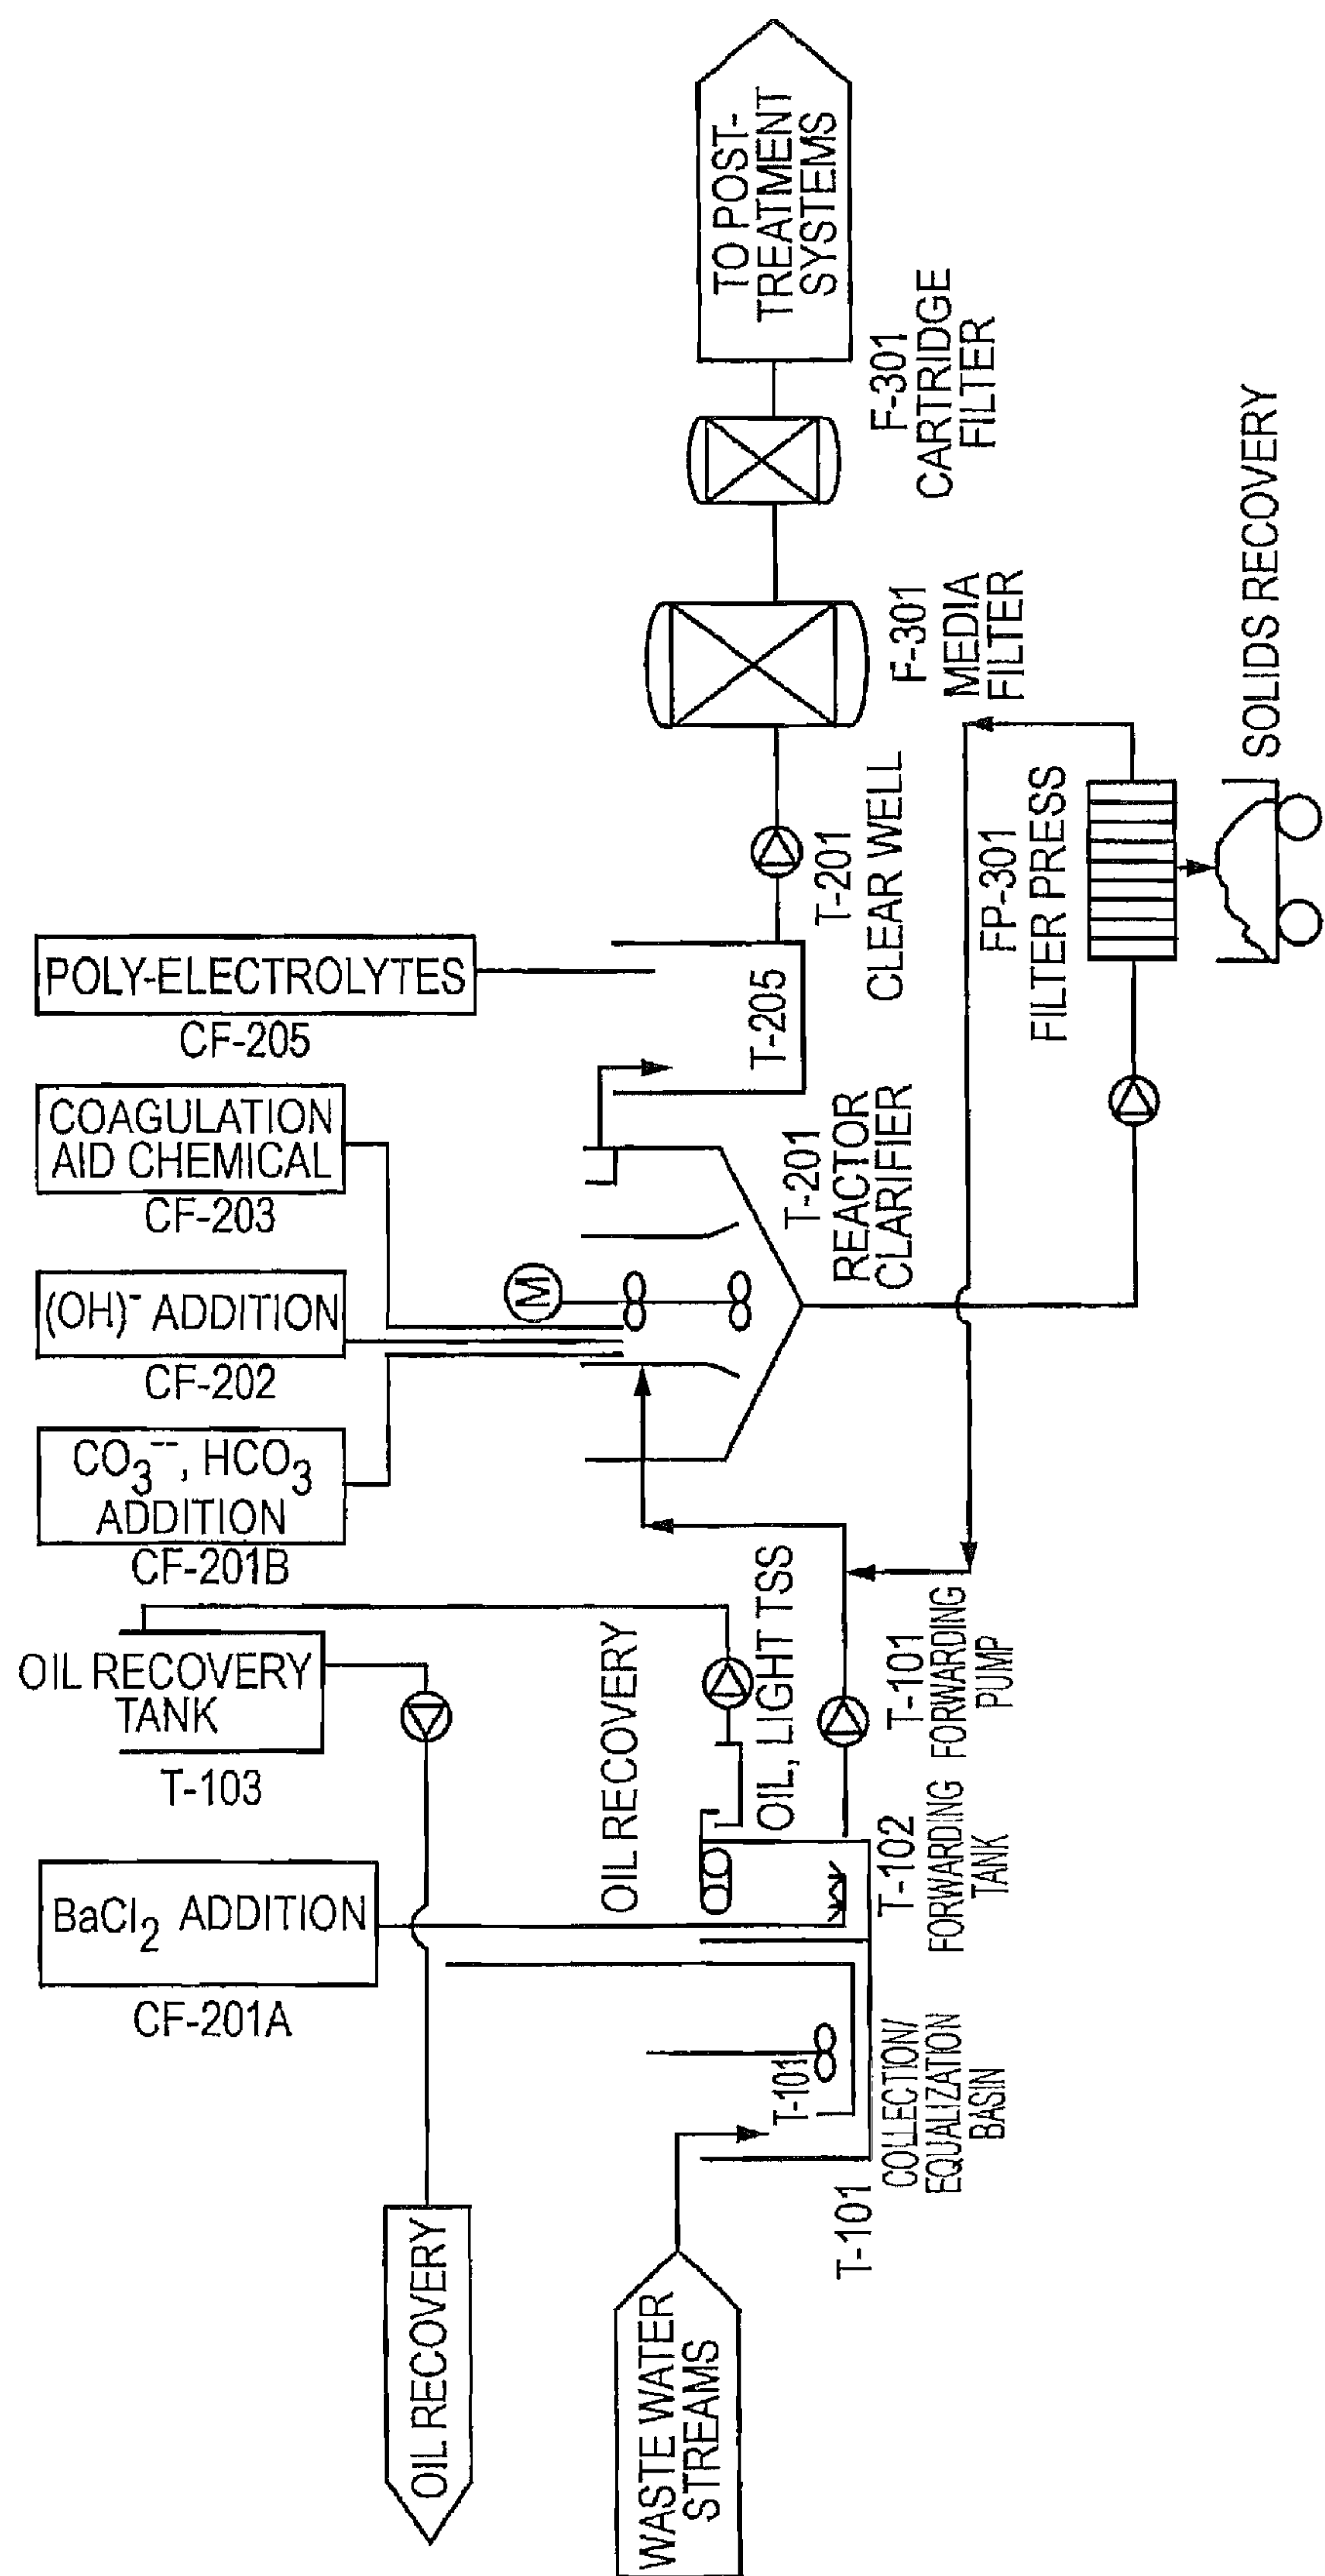 OIL RECOVERY
WASTE WATER
STREAMS
BaCl2 ADDITION
CF-201A
OIL RECOVERY
TANK
T-103
CO3--, HCO3
ADDITION
CF-201B
(OH)- ADDITION
CF-202
COAGULATION
AID CHEMICAL
CF-203
POLY-ELECTROLYTES
CF-205
T-101
T-101
COLLECTION/
EQUALIZATION
BASIN
OIL RECOVERY
OIL, LIGHT TSS
T-102
FORWARDING
TANK
T-101
FORWARDING
PUMP
M
T-201
REACTOR
CLARIFIER
T-205
T-201
CLEAR WELL
F-301
MEDIA
FILTER
F-301
CARTRIDGE
FILTER
TO POST-
TREATMENT
SYSTEMS
FP-301
FILTER PRESS
SOLIDS RECOVERY